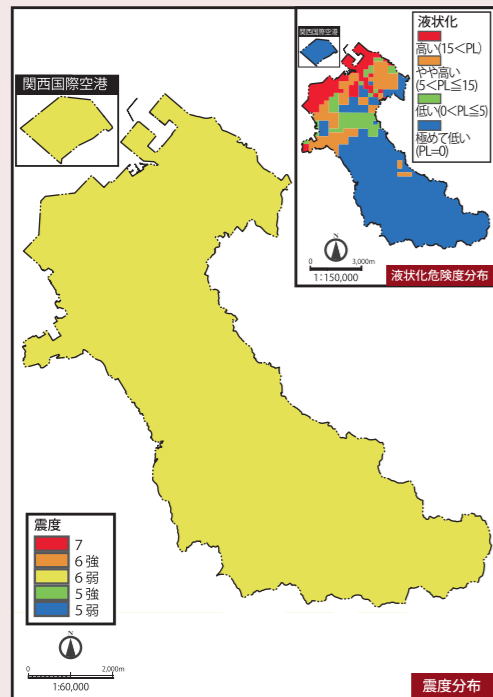 関西国際空港
関西国際空港
液状化
高い(15<PL)
やや高い
(5<PL≦15)
低い(0<PL≦5)
極めて低い
(PL=0)
N
0 3,000m
1:150,000
液状化危険度分布
震度
7
6強
6弱
5強
5弱
N
0 2,000m
1:60,000
震度分布